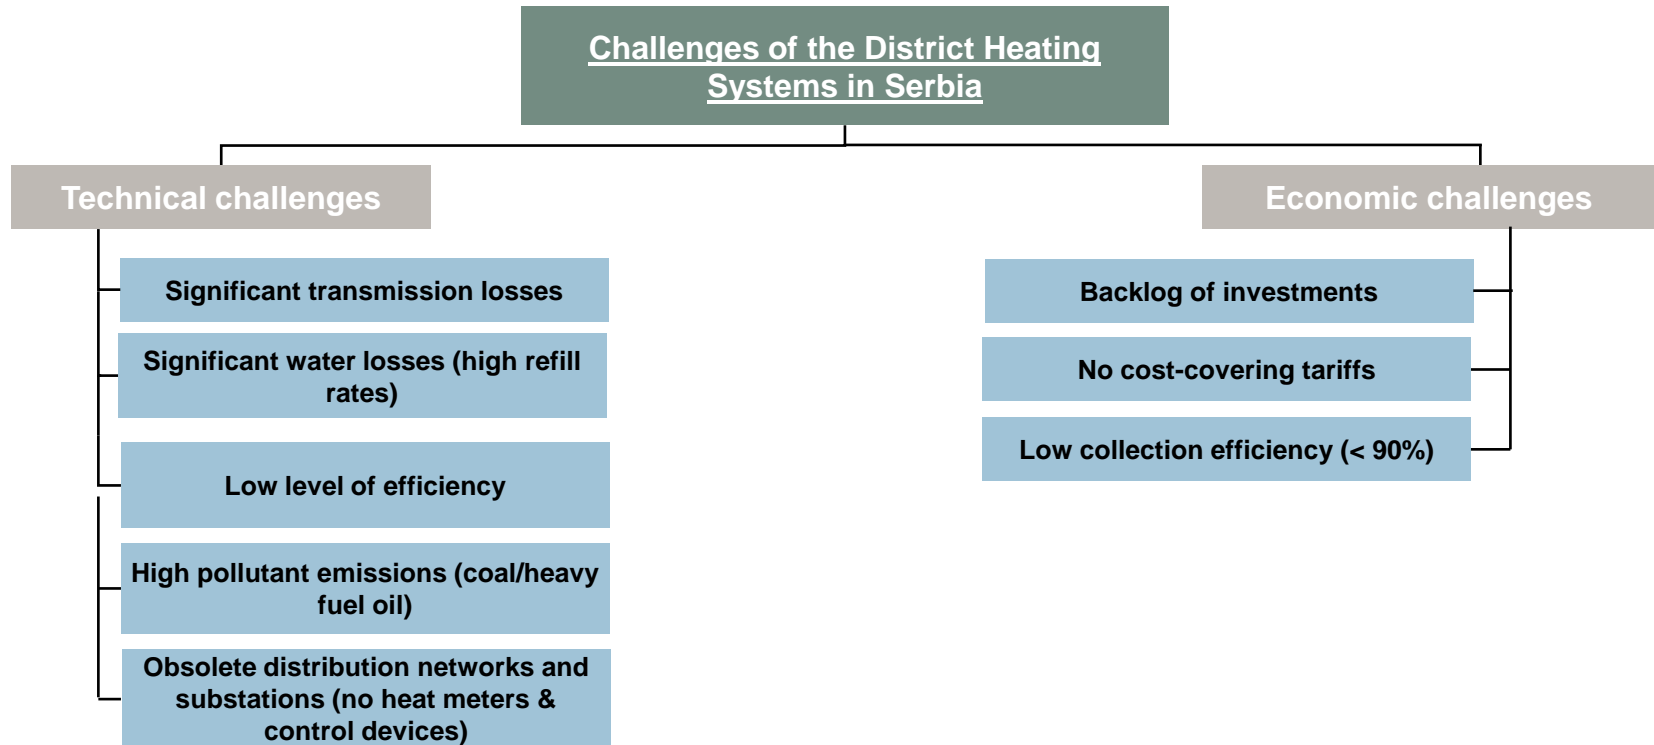 Challenges of the District Heating
Systems in Serbia
Technical challenges
Significant transmission losses
Significant water losses (high refill
rates)
Low level of efficiency
High pollutant emissions (coal/heavy
fuel oil)
Obsolete distribution networks and
substations (no heat meters &
control devices)
Economic challenges
Backlog of investments
No cost-covering tariffs
Low collection efficiency (< 90%)